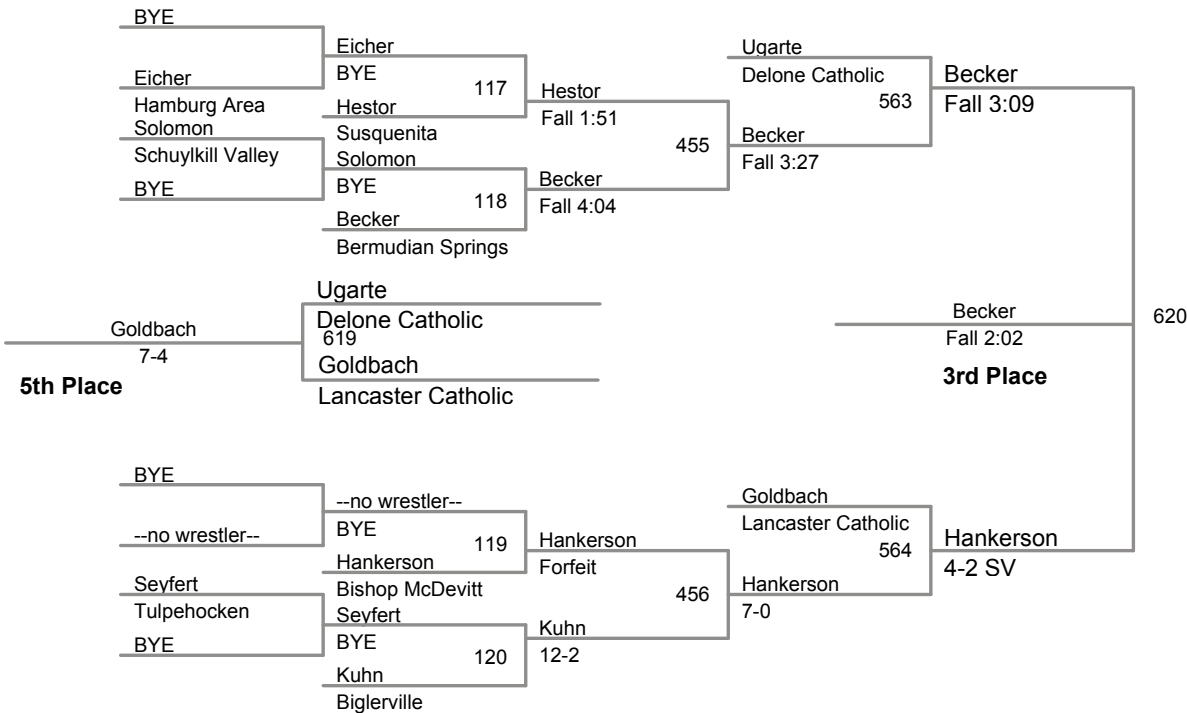 BYE
Eicher
Ugarte
Eicher
BYE
117
Delone Catholic
Becker
Hamburg Area
Hestor
Hestor
563
Fall 3:09
Solomon
Susquenita
Fall 1:51
Becker
Schuylkill Valley
Solomon
455
Fall 3:27
BYE
BYE
118
Becker
Becker
Fall 4:04
Bermudian Springs
Ugarte
Goldbach
Delone Catholic
Becker
620
7-4
619
Fall 2:02
5th Place
Goldbach
3rd Place
Lancaster Catholic
BYE
--no wrestler--
Goldbach
--no wrestler--
BYE
119
Hankerson
Lancaster Catholic
Hankerson
Hankerson
Forfeit
564
4-2 SV
Seyfert
Bishop McDevitt
456
Hankerson
Tulpehocken
Seyfert
Kuhn
7-0
BYE
BYE
120
12-2
Kuhn
Biglerville